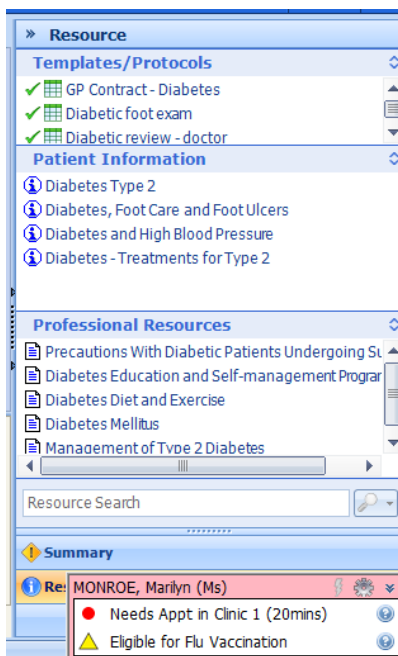 » Resource
Templates/Protocols
GP Contract - Diabetes
Diabetic foot exam
Diabetic review - doctor
Patient Information
Diabetes Type 2
Diabetes, Foot Care and Foot Ulcers
Diabetes and High Blood Pressure
Diabetes - Treatments for Type 2
Professional Resources
Precautions With Diabetic Patients Undergoing Su
Diabetes Education and Self-management Prograr
Diabetes Diet and Exercise
Diabetes Mellitus
Management of Type 2 Diabetes
Resource Search
Summary
Re
MONROE, Marilyn (Ms)
Needs Appt in Clinic 1 (20mins)
Eligible for Flu Vaccination